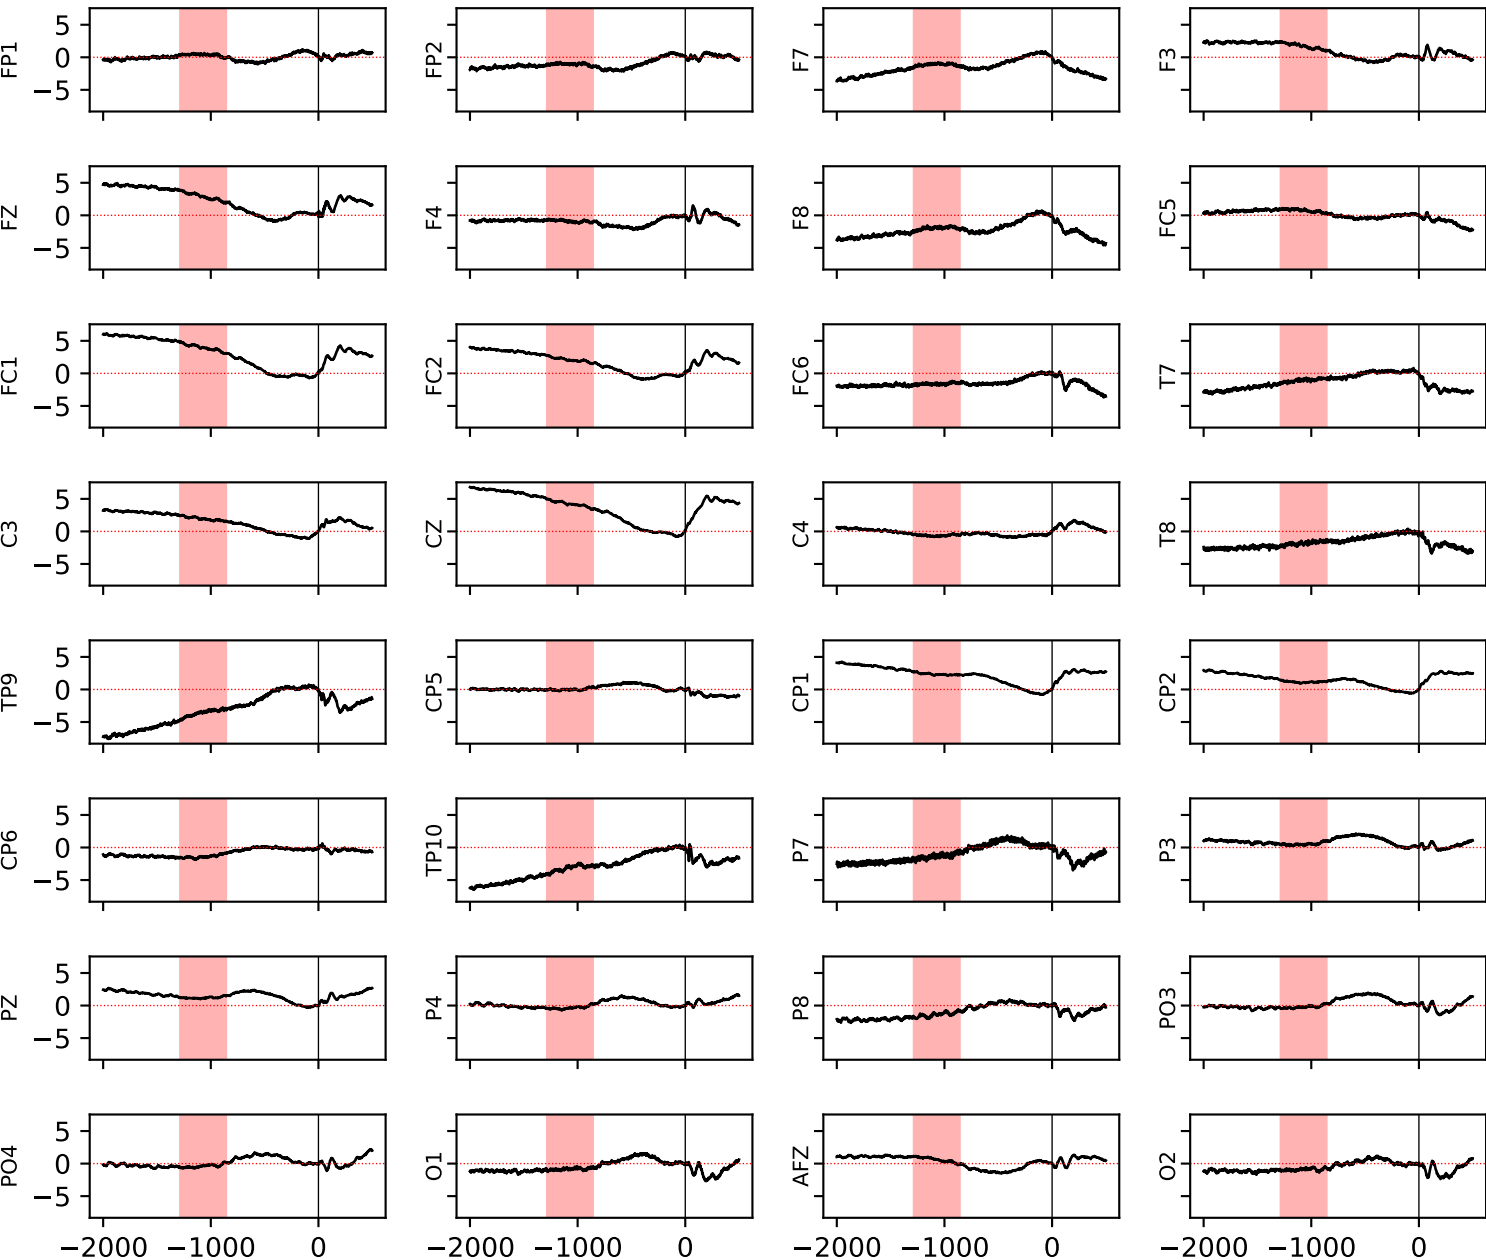 FP1 5 0 −5 FP2 F7 F3
FZ 5 0 −5 F4 F8 FC5
FC1 5 0 −5 FC2 FC6 T7
C3 5 0 −5 CZ C4 T8
TP9 5 0 −5 CP5 CP1 CP2
CP6 5 0 −5 TP10 P7 P3
PZ 5 0 −5 P4 P8 PO3
PO4 5 0 −5 O1 AFZ O2
−2000 −1000 0 −2000 −1000 0 −2000 −1000 0 −2000 −1000 0